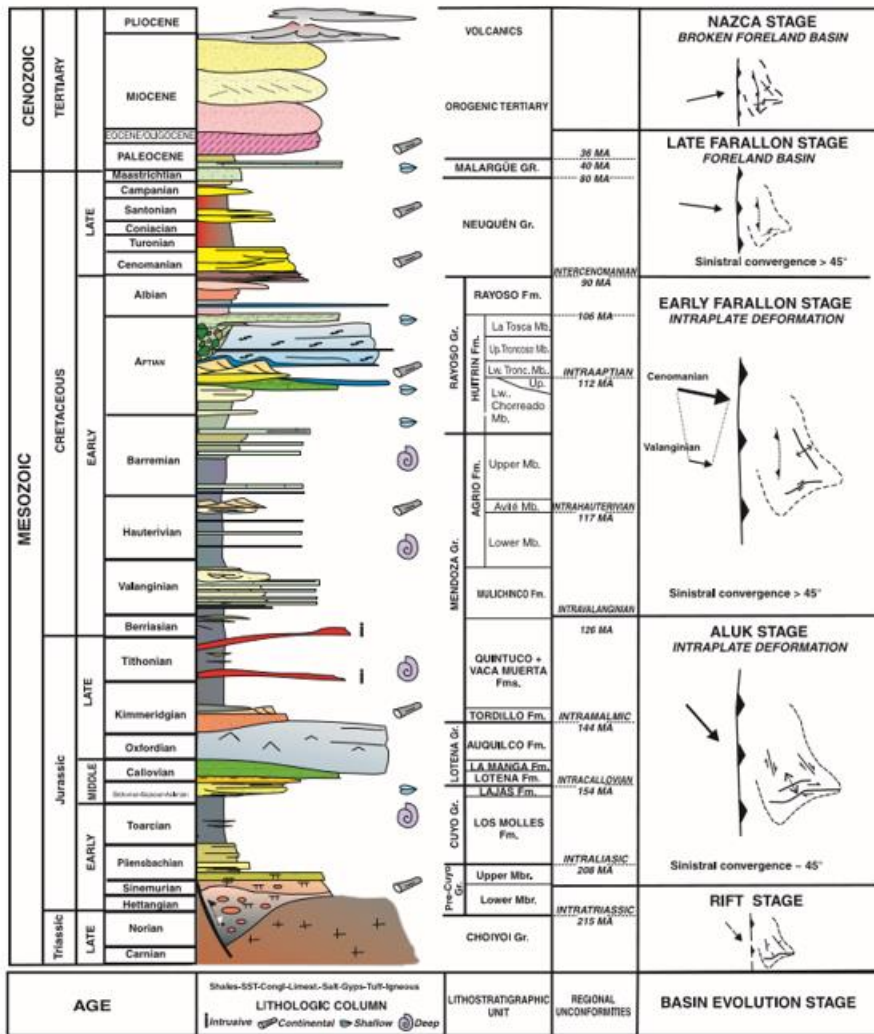 CENOZOIC
TERTIARY
PLIOCENE
MIOCENE
EOCENE/OLIGOCENE
PALEOCENE
MESOZOIC
CRETACEOUS
LATE
Maastrichtian
Campanian
Santonian
Coniacian
Turonian
Cenomanian
EARLY
Albian
APTIAN
Barremian
Hauterivian
Valanginian
Berriasian
Jurassic
LATE
Tithonian
Kimmeridgian
Oxfordian
MIDDLE
Callovian
EARLY
Toarcian
Pliensbachian
Sinemurian
Hettangian
Triassic
LATE
Norian
Carnian
i
i
VOLCANICS
OROGENIC TERTIARY
MALARGÜE GR.
NEUQUÉN Gr.
RAYOSO Gr.
RAYOSO Fm.
HUITRIN Fm.
La Tosca Mb.
Up.Troncoso Mb.
Lw. Tronc. Mb.
Up.
Lw..
Chorreado
Mb.
MENDOZA Gr.
AGRIO Fm.
Upper Mb.
Avilé Mb.
Lower Mb.
MULICHINCO Fm.
QUINTUCO +
VACA MUERTA
Fms.
TORDILLO Fm.
LOTENA Gr.
AUQUILCO Fm.
LA MANGA Fm.
LOTENA Fm.
CUYO Gr.
LAJAS Fm.
LOS MOLLES
Fm.
Pre-Cuyo
Gr.
Upper Mbr.
Lower Mbr.
CHOIYOI Gr.
36 MA
40 MA
80 MA
INTERCENOMANIAN
90 MA
106 MA
INTRAAPTIAN
112 MA
INTRAHAUTERIVIAN
117 MA
INTRAVALANGINIAN
126 MA
INTRAMALMIC
144 MA
INTRACALLOVIAN
154 MA
INTRALIASIC
208 MA
INTRATRIASSIC
215 MA
NAZCA STAGE
BROKEN FORELAND BASIN
LATE FARALLON STAGE
FORELAND BASIN
Sinistral convergence > 45°
EARLY FARALLON STAGE
INTRAPLATE DEFORMATION
Cenomanian
Valanginian
Sinistral convergence > 45°
ALUK STAGE
INTRAPLATE DEFORMATION
Sinistral convergence – 45°
RIFT STAGE
AGE
Shales-SST-Congl-Limest.-Salt-Gyps-Tuff-Igneous
LITHOLOGIC COLUMN
Intrusive Continental Shallow Deep
LITHOSTRATIGRAPHIC
UNIT
REGIONAL
UNCONFORMITIES
BASIN EVOLUTION STAGE